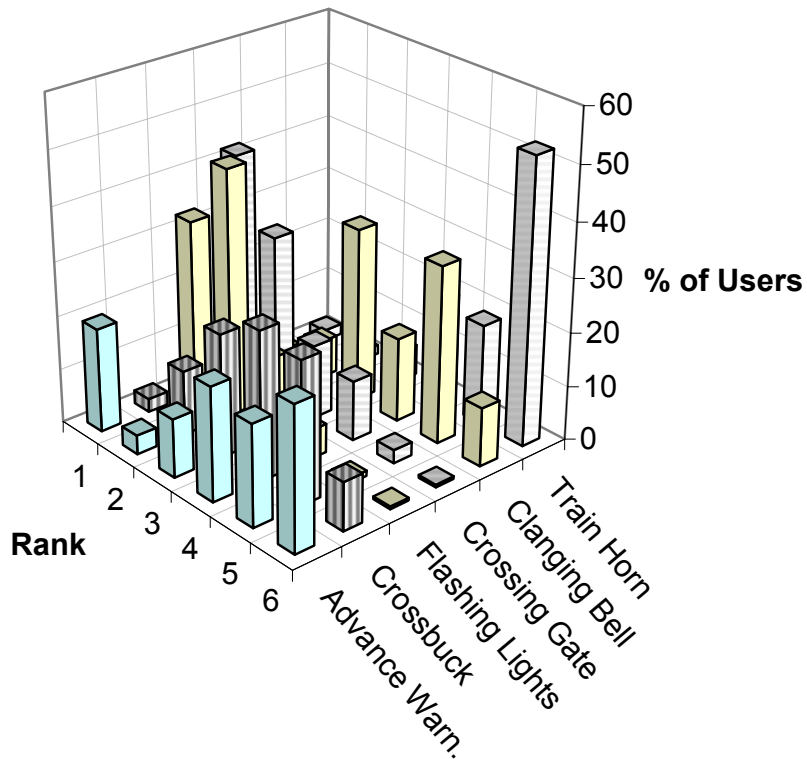 60
50
40
30
20
10
0
% of Users
1
2
3
4
5
6
Rank
Train Horn
Clanging Bell
Crossing Gate
Flashing Lights
Crossbuck
Advance Warn.